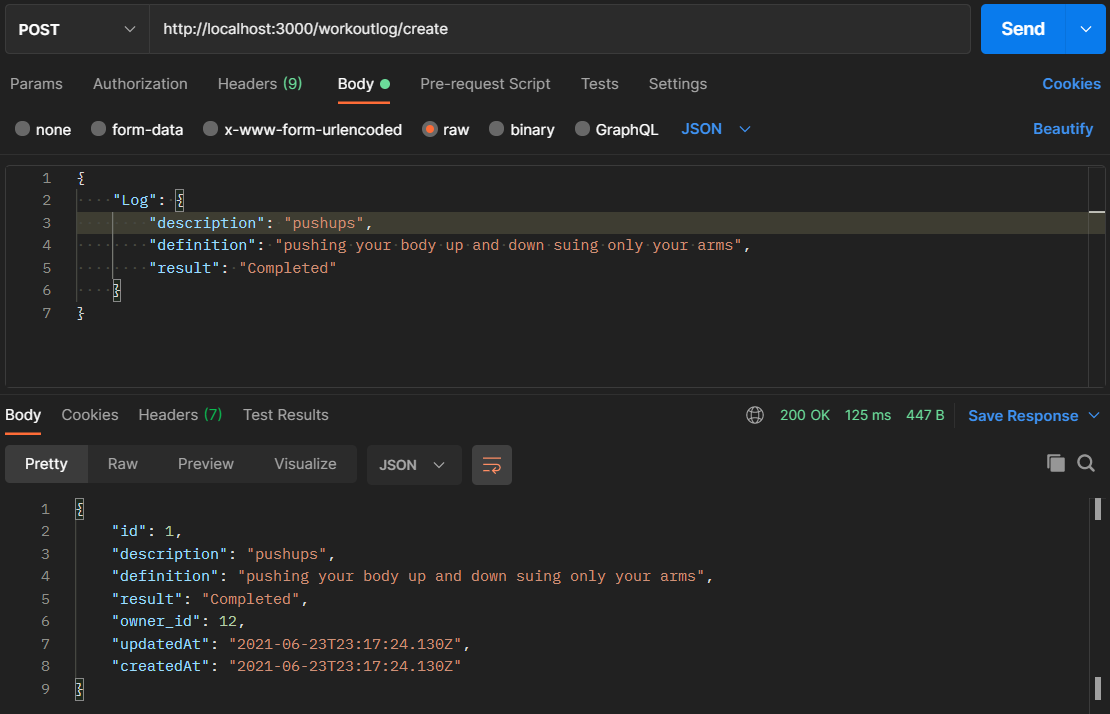 POST http://localhost:3000/workoutlog/create Send
Params Authorization Headers (9) Body Pre-request Script Tests Settings Cookies
none form-data x-www-form-urlencoded raw binary GraphQL JSON Beautify
1 {
2 "Log": {
3 "description": "pushups",
4 "definition": "pushing your body up and down suing only your arms",
5 "result": "Completed"
6 }
7 }
Body Cookies Headers (7) Test Results 200 OK 125 ms 447 B Save Response
Pretty Raw Preview Visualize JSON
1 {
2 "id": 1,
3 "description": "pushups",
4 "definition": "pushing your body up and down suing only your arms",
5 "result": "Completed",
6 "owner_id": 12,
7 "updatedAt": "2021-06-23T23:17:24.130Z",
8 "createdAt": "2021-06-23T23:17:24.130Z"
9 }